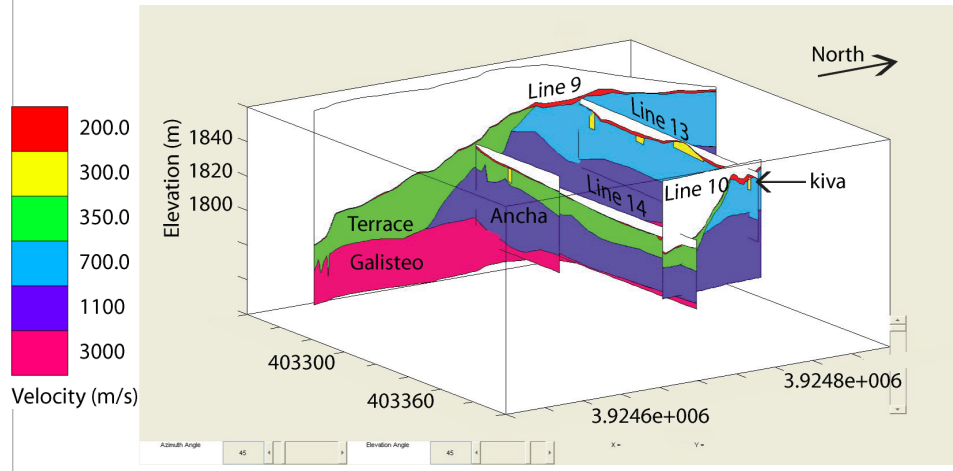 200.0
300.0
350.0
700.0
1100
3000
Velocity (m/s)
North
Line 9
Line 13
Line 10
kiva
Line 14
Ancha
Terrace
Galisteo
Elevation (m)
1840
1820
1800
403300
403360
3.9246e+006
3.9248e+006
Azimuth Angle
45
Elevation Angle
45
X =
Y =